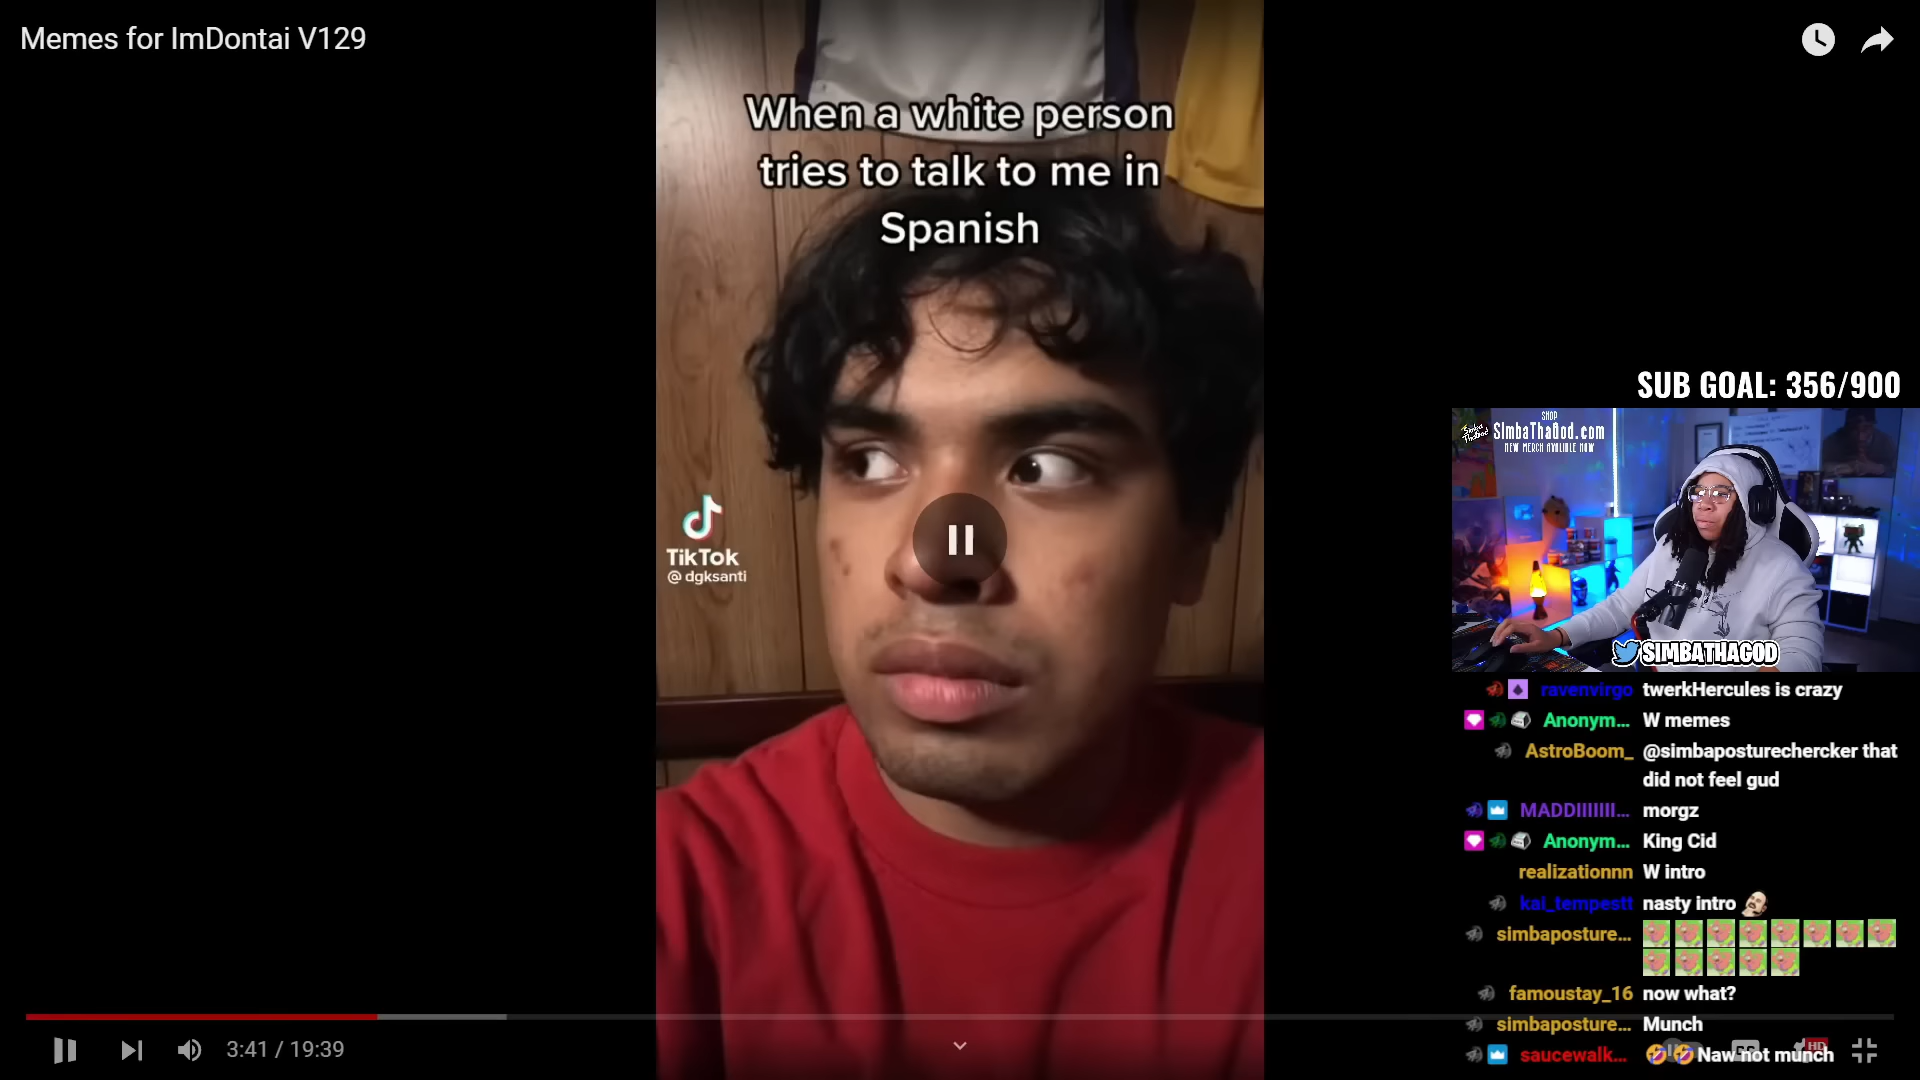 Memes for ImDontai V129
When a white person
tries to talk to me in
Spanish
TikTok
@dgksanti
SUB GOAL: 356/900
SHOP
SImbaThaGod.com
NEW MERCH AVAILABLE NOW
SIMBATHAGOD
ravenvirgo twerkHercules is crazy
Anonym... W memes
AstroBoom_ @simbaposturechercker that
did not feel gud
MADDIIIIIII... morgz
Anonym... King Cid
realizationnn W intro
kal_tempestt nasty intro
simbaposture...
famoustay_16 now what?
simbaposture... Munch
saucewalk... Naw not munch
3:41 / 19:39
HD